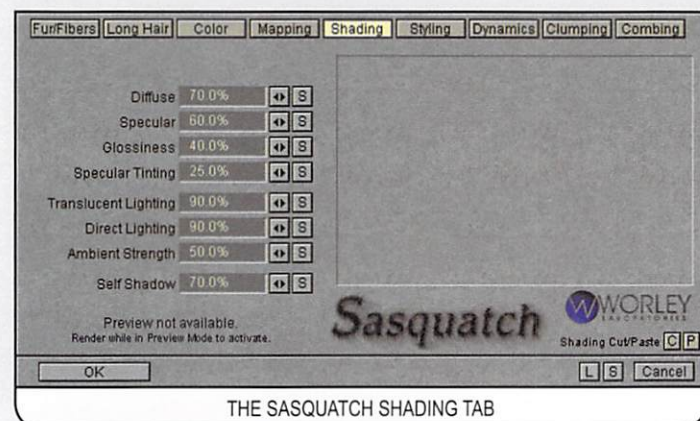 Fur/Fibers Long Hair Color Mapping Shading Styling Dynamics Clumping Combing
Diffuse 70.0% S
Specular 60.0% S
Glossiness 40.0% S
Specular Tinting 25.0% S
Translucent Lighting 90.0% S
Direct Lighting 90.0% S
Ambient Strength 50.0% S
Self Shadow 70.0% S
Preview not available.
Render while in Preview Mode to activate.
Sasquatch
WORLEY
LABORATORIES
Shading Cut/Paste C P
OK L S Cancel
THE SASQUATCH SHADING TAB